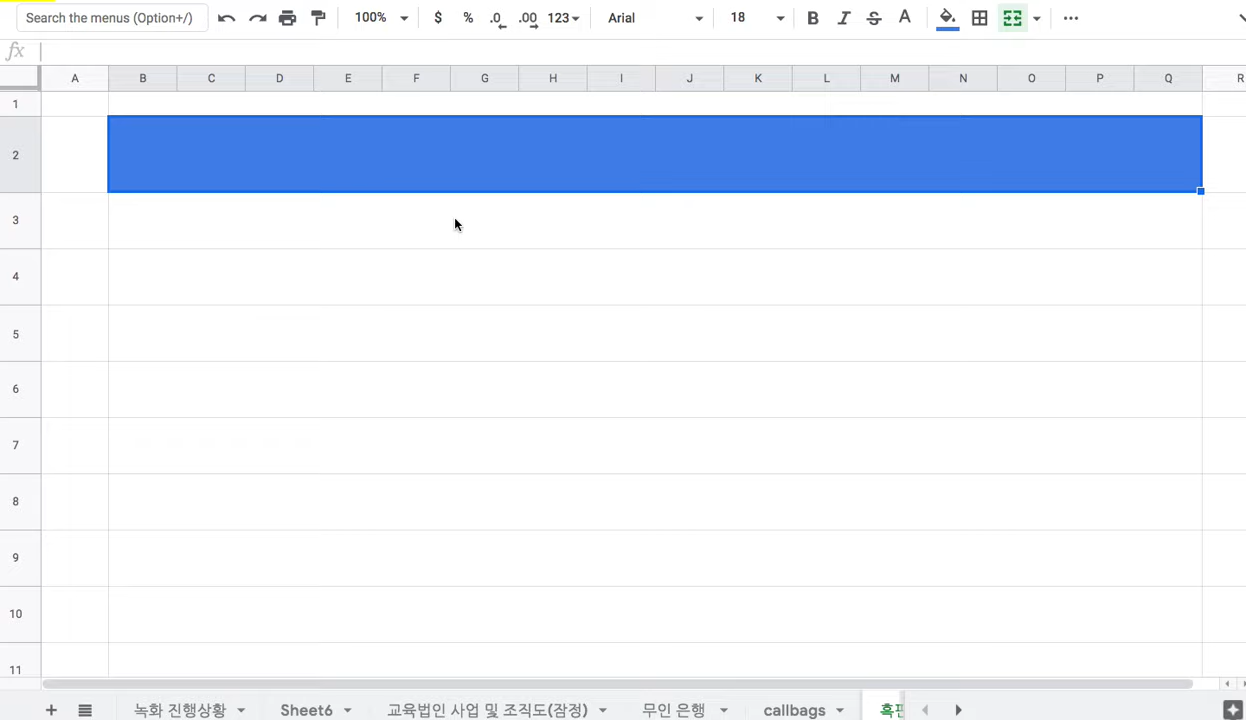 Search the menus (Option+/) 100% $ % .0 .00 123 Arial 18 B I S A
fx
A B C D E F G H I J K L M N O P Q R
1
2
3
4
5
6
7
8
9
10
11
녹화 진행상황 Sheet6 교육법인 사업 및 조직도(잠정) 무인 은행 callbags